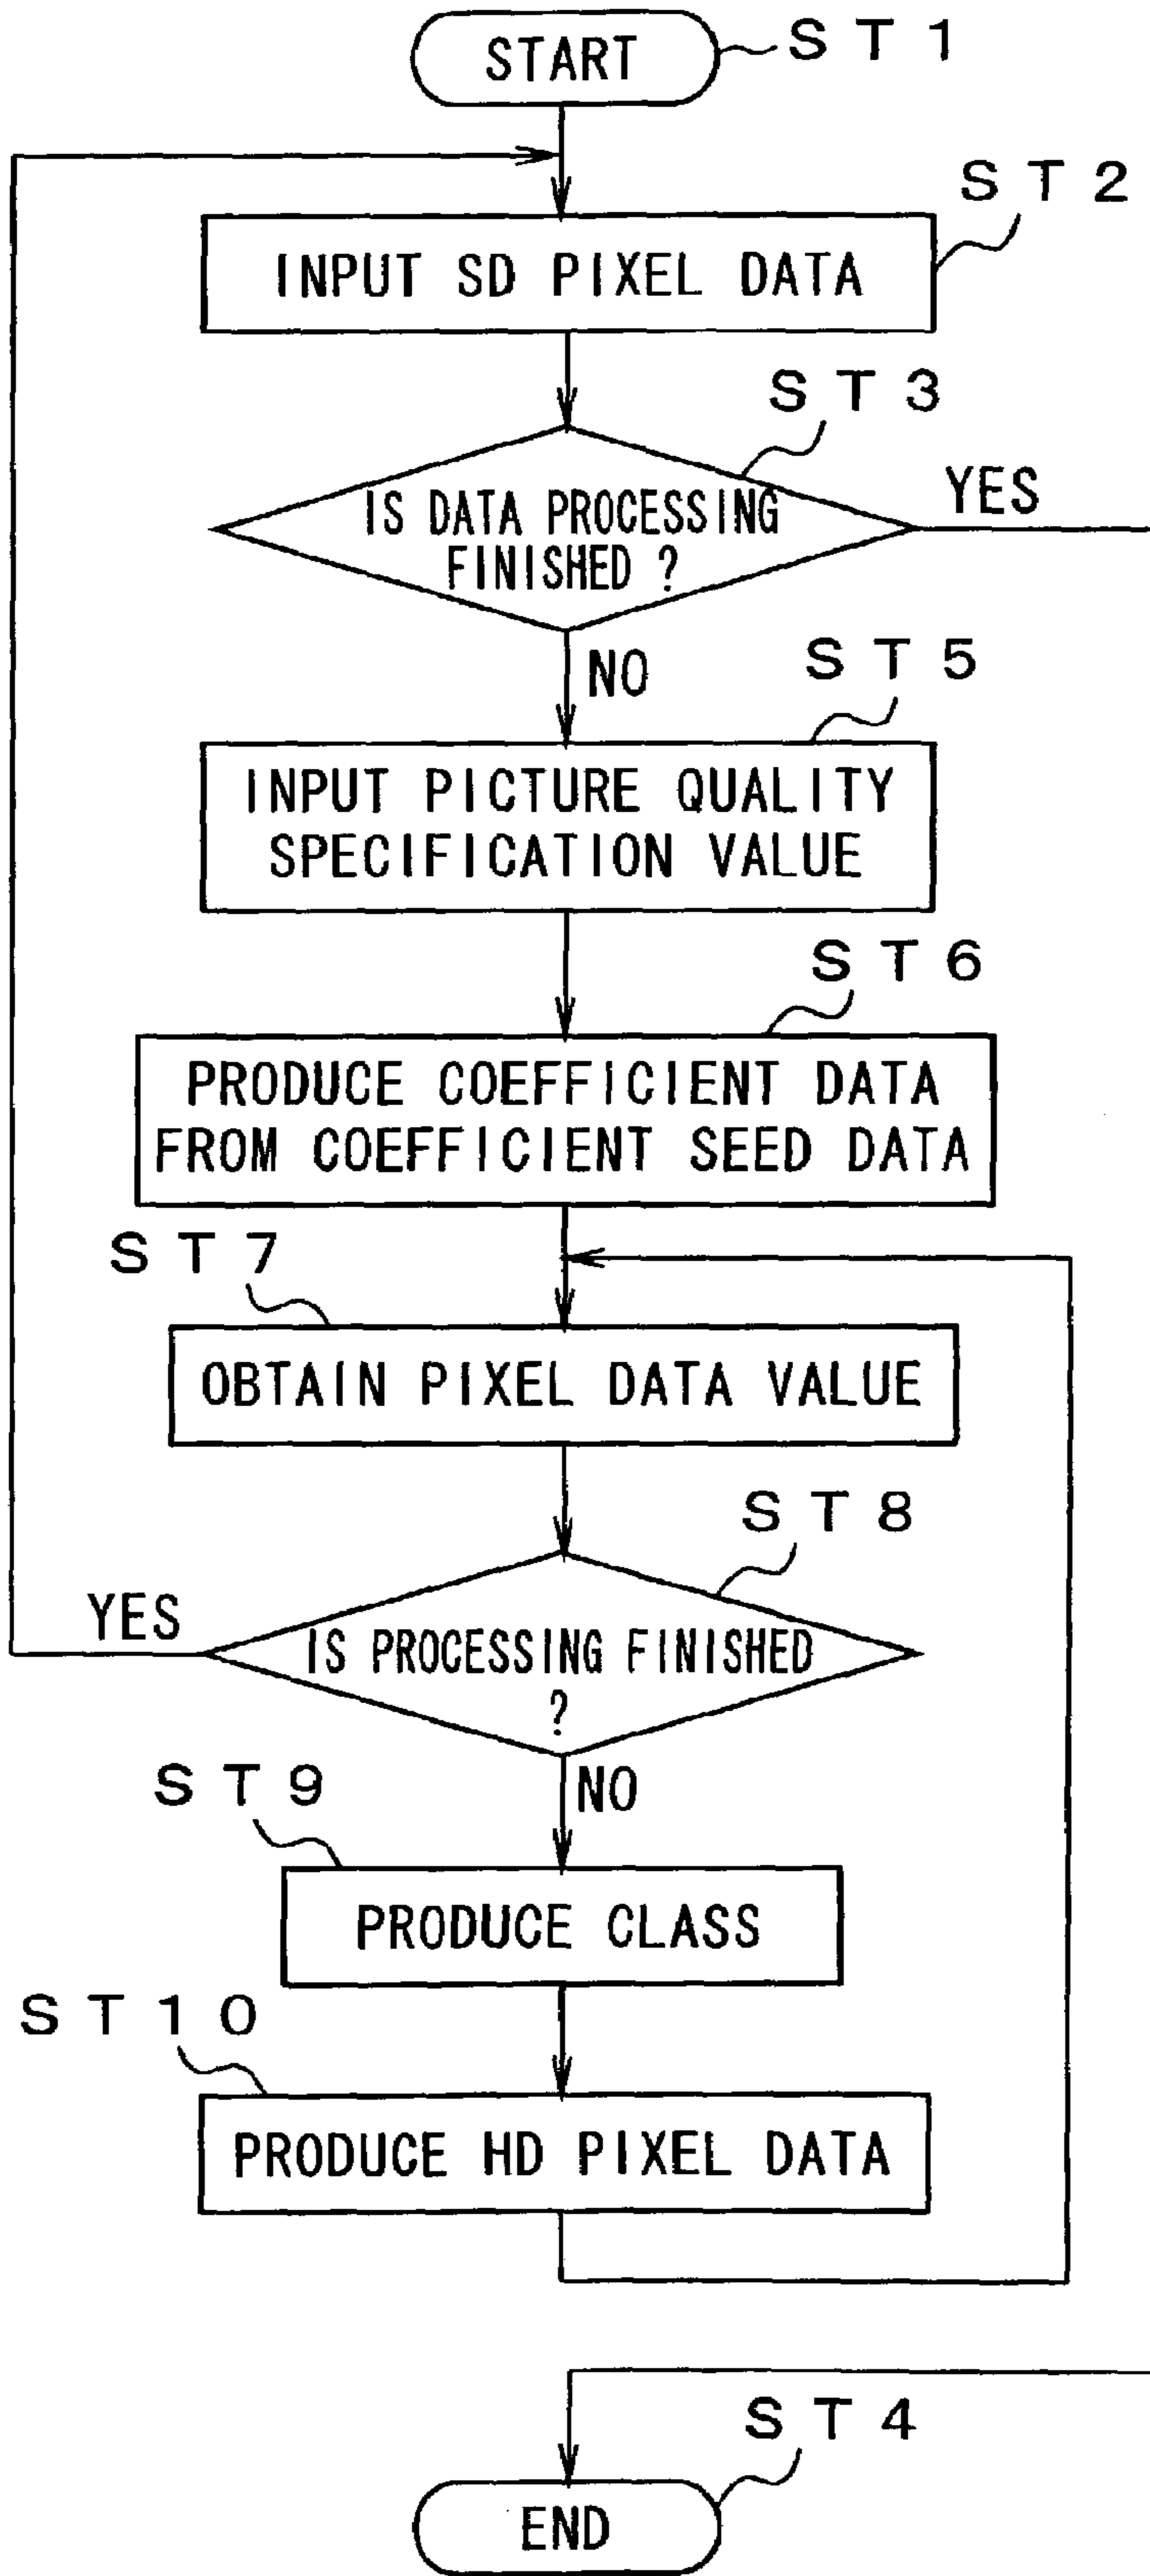 START
ST1
ST2
INPUT SD PIXEL DATA
ST3
IS DATA PROCESSING
FINISHED ?
YES
NO
ST5
INPUT PICTURE QUALITY
SPECIFICATION VALUE
ST6
PRODUCE COEFFICIENT DATA
FROM COEFFICIENT SEED DATA
ST7
OBTAIN PIXEL DATA VALUE
ST8
YES
IS PROCESSING FINISHED
?
NO
ST9
PRODUCE CLASS
ST10
PRODUCE HD PIXEL DATA
ST4
END